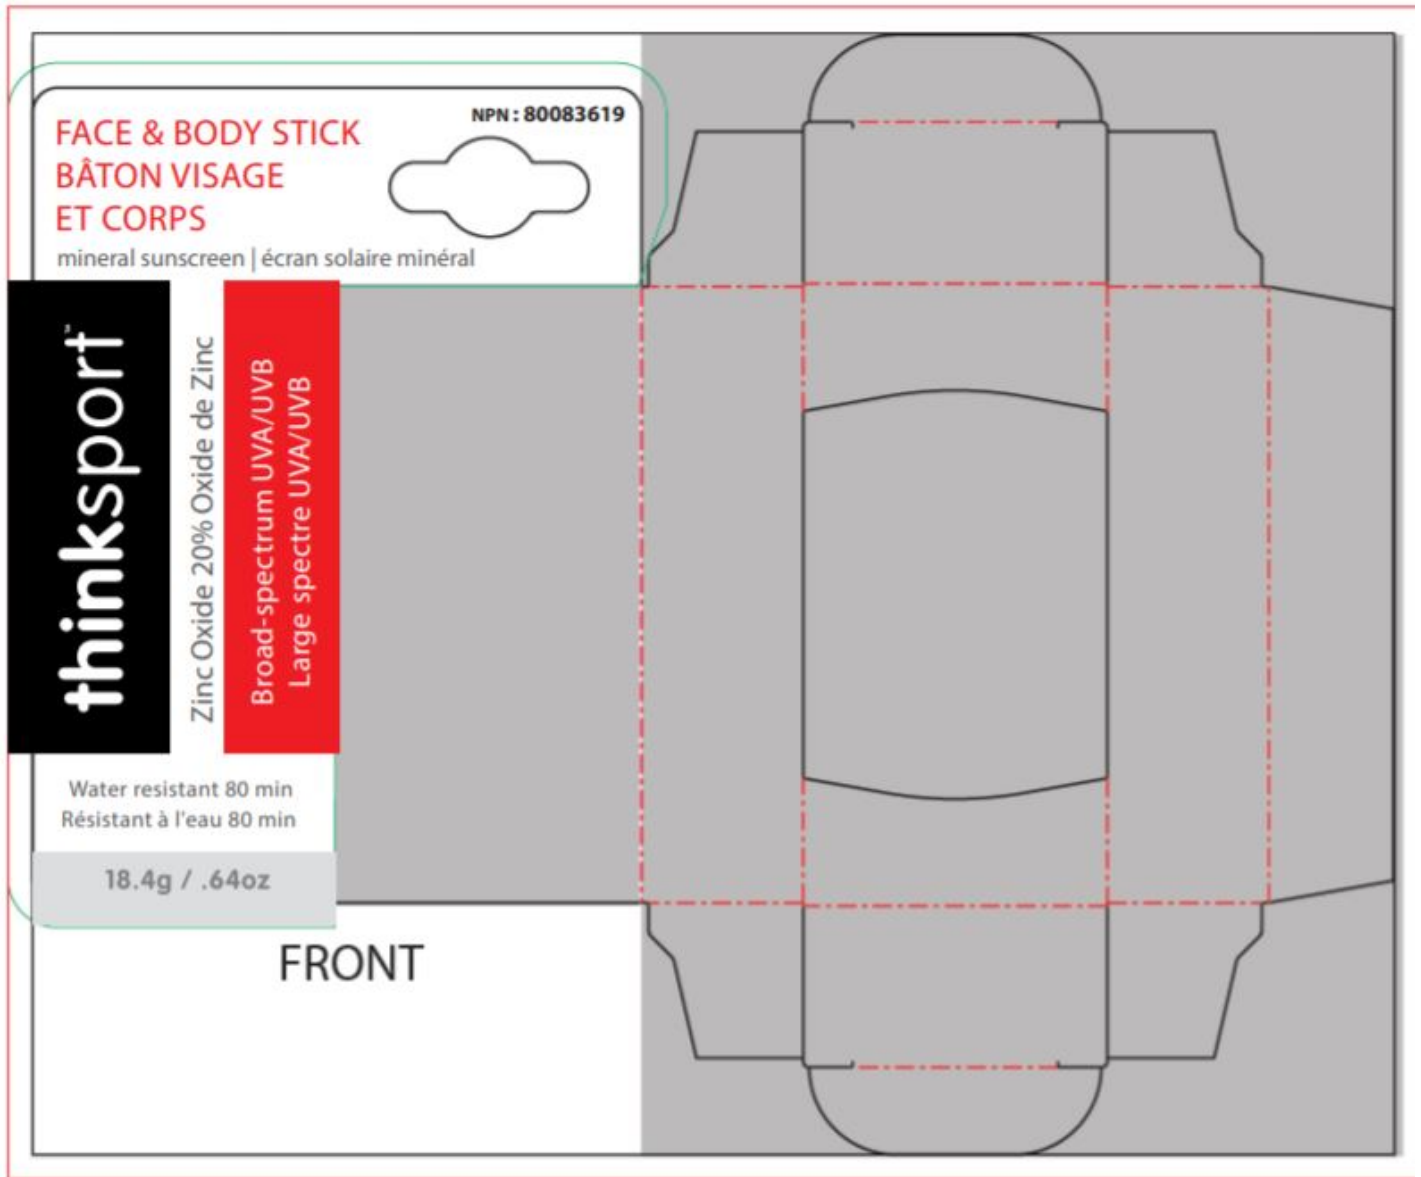 NPN : 80083619
FACE & BODY STICK
BÂTON VISAGE
ET CORPS
mineral sunscreen | écran solaire minéral
thinksport™
Zinc Oxide 20% Oxide de Zinc
Broad-spectrum UVA/UVB
Large spectre UVA/UVB
Water resistant 80 min
Résistant à l'eau 80 min
18.4g / .64oz
FRONT